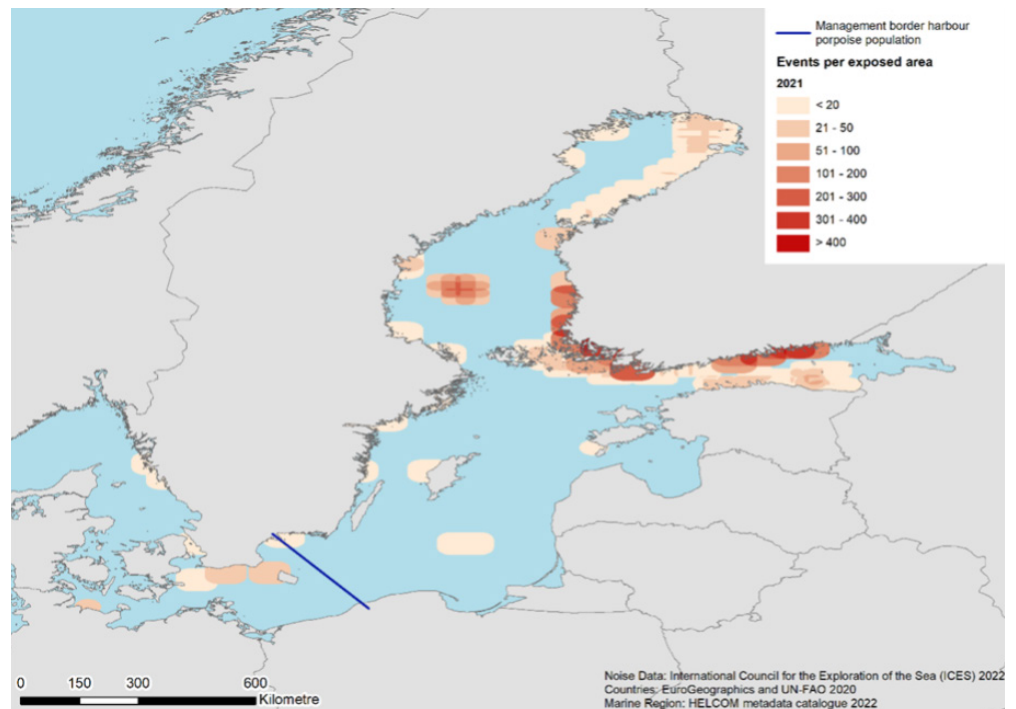 Management border harbour
porpoise population
Events per exposed area
2021
< 20
21 - 50
51 - 100
101 - 200
201 - 300
301 - 400
> 400
0 150 300 600
Kilometre
Noise Data: International Council for the Exploration of the Sea (ICES) 2022
Countries: EuroGeographics and UN-FAO 2020
Marine Region: HELCOM metadata catalogue 2022